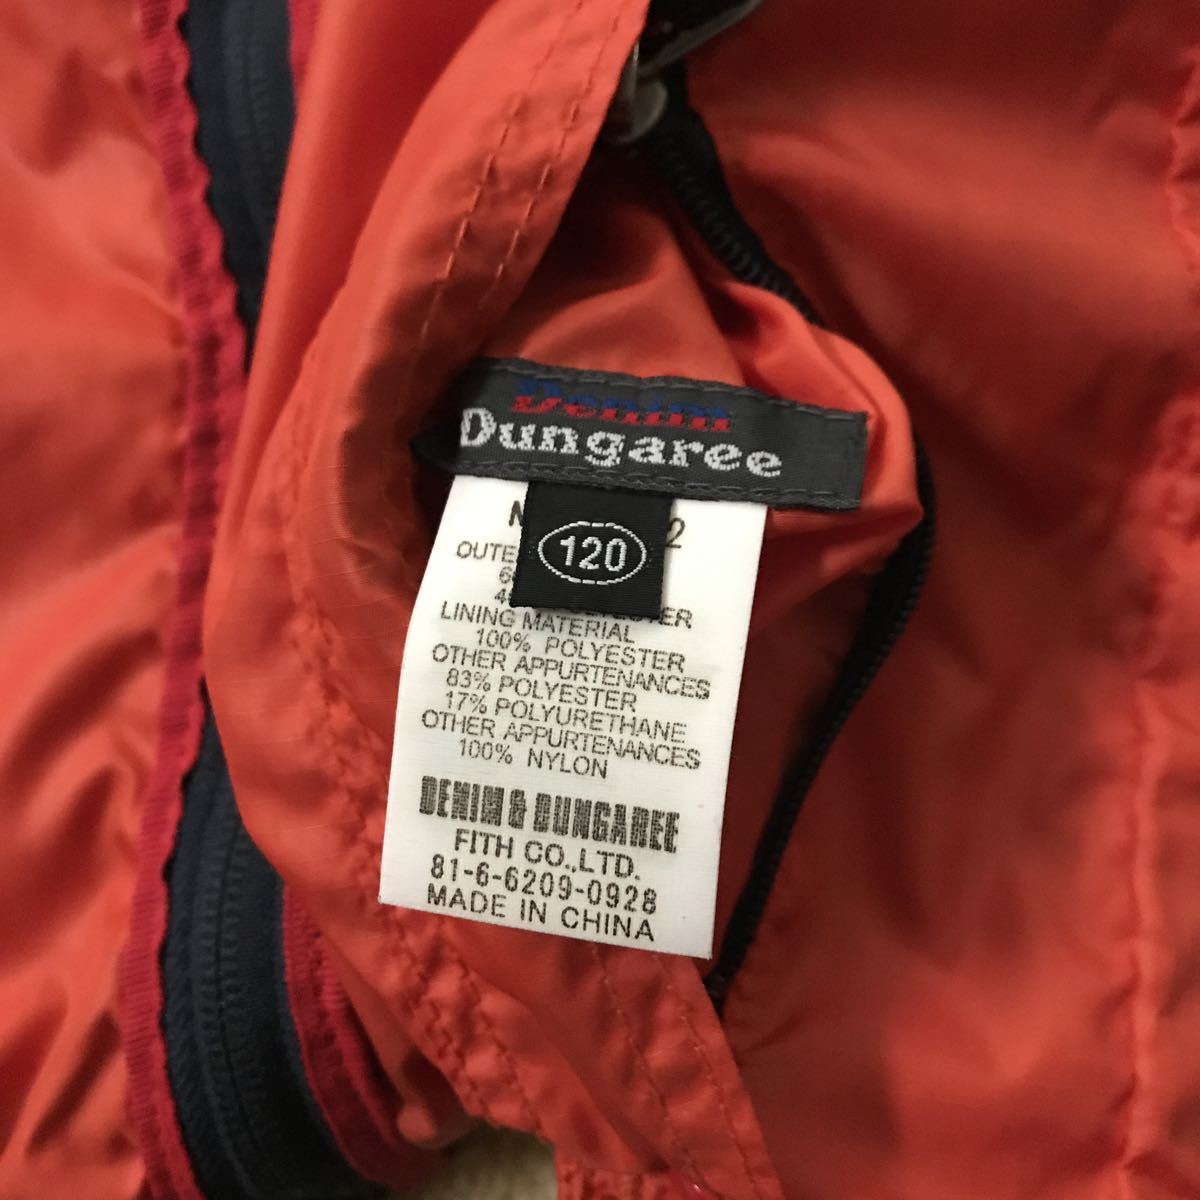 Denim
Dungaree
120
2
LINING MATERIAL
100% POLYESTER
OTHER APPURTENANCES
83% POLYESTER
17% POLYURETHANE
OTHER APPURTENANCES
100% NYLON
DENIM & DUNGAREE
FITH CO.,LTD.
81-6-6209-0928
MADE IN CHINA